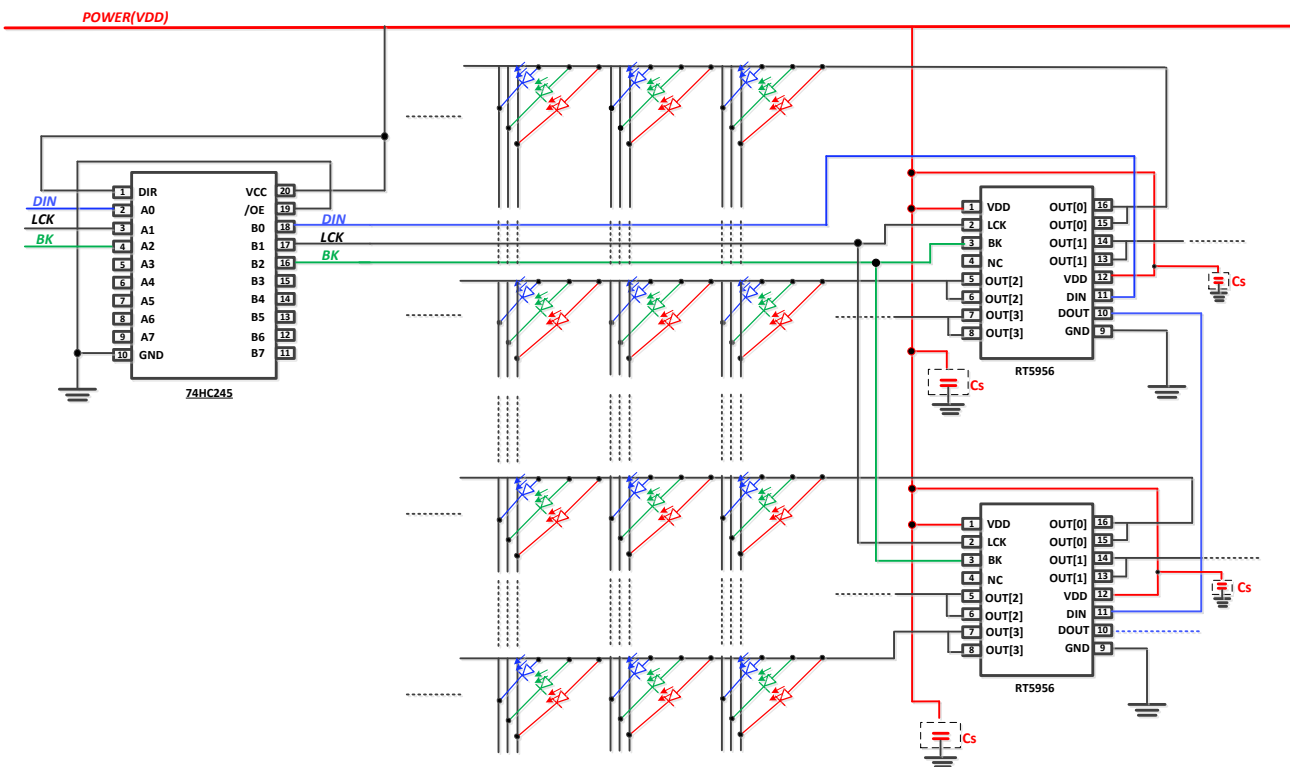 POWER(VDD)
DIN
LCK
BK
1 DIR VCC 20
2 A0 /OE 19
3 A1 B0 18
4 A2 B1 17
5 A3 B2 16
6 A4 B3 15
7 A5 B4 14
8 A6 B5 13
9 A7 B6 12
10 GND B7 11
74HC245
DIN
LCK
BK
1 VDD OUT[0] 16
2 LCK OUT[0] 15
3 BK OUT[1] 14
4 NC OUT[1] 13
5 OUT[2] VDD 12
6 OUT[2] DIN 11
7 OUT[3] DOUT 10
8 OUT[3] GND 9
RT5956
Cs
Cs
1 VDD OUT[0] 16
2 LCK OUT[0] 15
3 BK OUT[1] 14
4 NC OUT[1] 13
5 OUT[2] VDD 12
6 OUT[2] DIN 11
7 OUT[3] DOUT 10
8 OUT[3] GND 9
RT5956
Cs
Cs